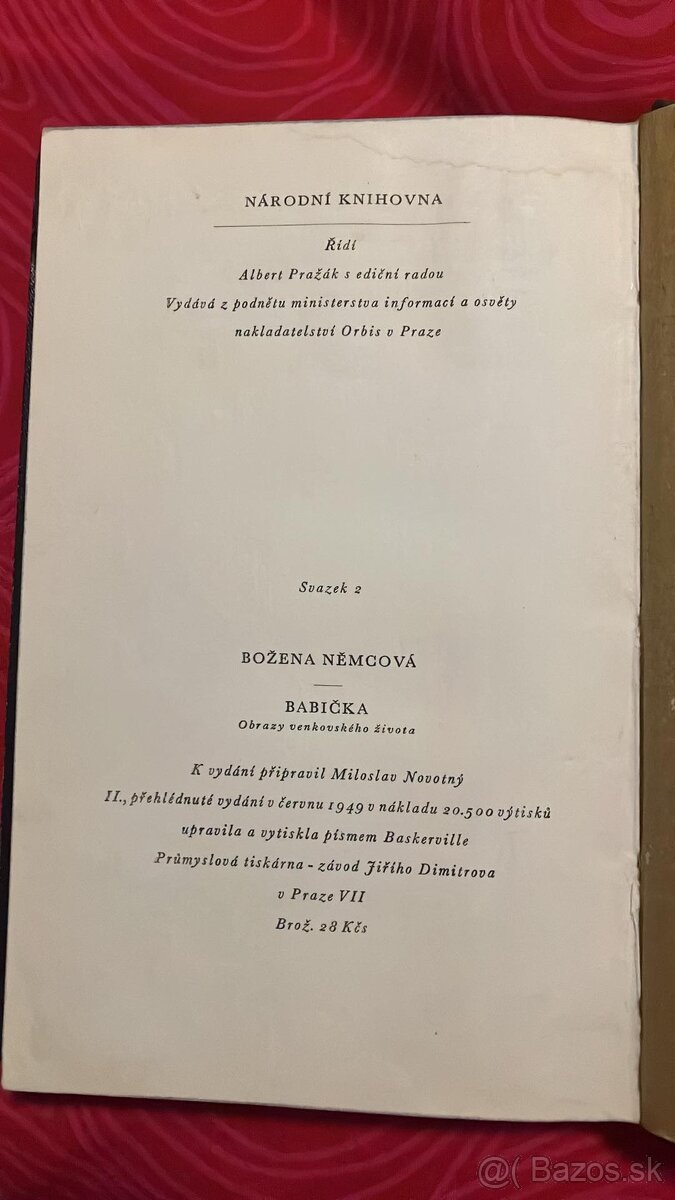 NÁRODNÍ KNIHOVNA
Řídí
Albert Pražák s ediční radou
Vydává z podnětu ministerstva informací a osvěty
nakladatelství Orbis v Praze
Svazek 2
BOŽENA NĚMCOVÁ
BABIČKA
Obrazy venkovského života
K vydání připravil Miloslav Novotný
II., přehlédnuté vydání v červnu 1949 v nákladu 20.500 výtisků
upravila a vytiskla písmem Baskerville
Průmyslová tiskárna - závod Jiřího Dimitrova
v Praze VII
Brož. 28 Kčs
@( Bazos.sk